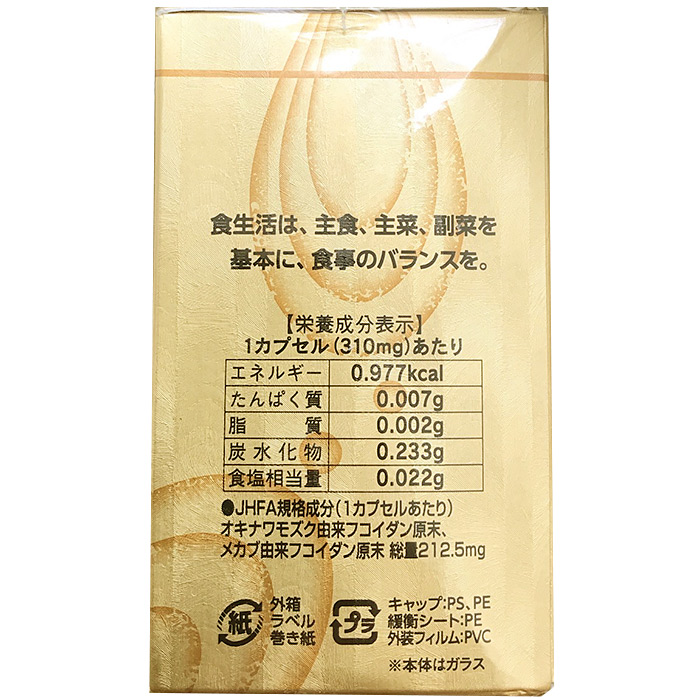 食生活は、主食、主菜、副菜を
基本に、食事のバランスを。
【栄養成分表示】
1カプセル(310mg)あたり
エネルギー 0.977kcal
たんぱく質 0.007g
脂質 0.002g
炭水化物 0.233g
食塩相当量 0.022g
●JHFA規格成分(1カプセルあたり)
オキナワモズク由来フコイダン原末、
メカブ由来フコイダン原末 総量212.5mg
紙
外箱
ラベル
巻き紙
プラ
キャップ:PS、PE
緩衝シート:PE
外装フィルム:PVC
※本体はガラス